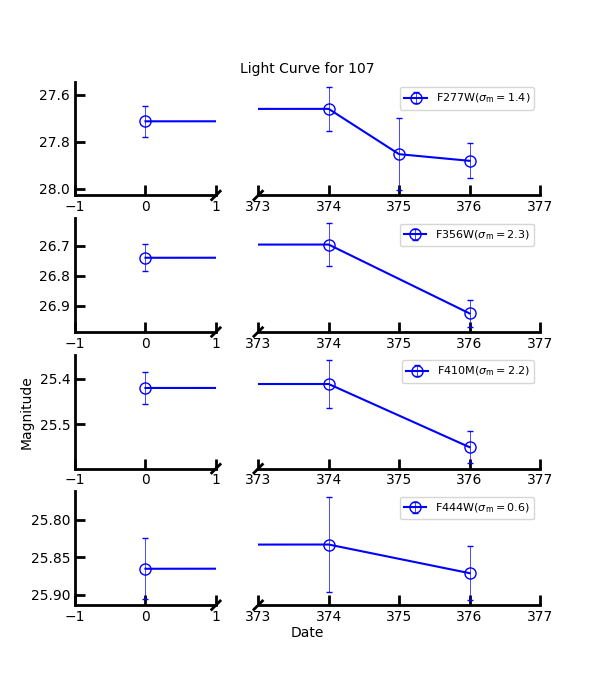 Light Curve for 107
27.6
27.8
28.0
F277W(σm = 1.4)
−1 0 1 373 374 375 376 377
26.7
26.8
26.9
F356W(σm = 2.3)
−1 0 1 373 374 375 376 377
25.4
25.5
F410M(σm = 2.2)
−1 0 1 373 374 375 376 377
Magnitude
25.80
25.85
25.90
F444W(σm = 0.6)
−1 0 1 373 374 375 376 377
Date